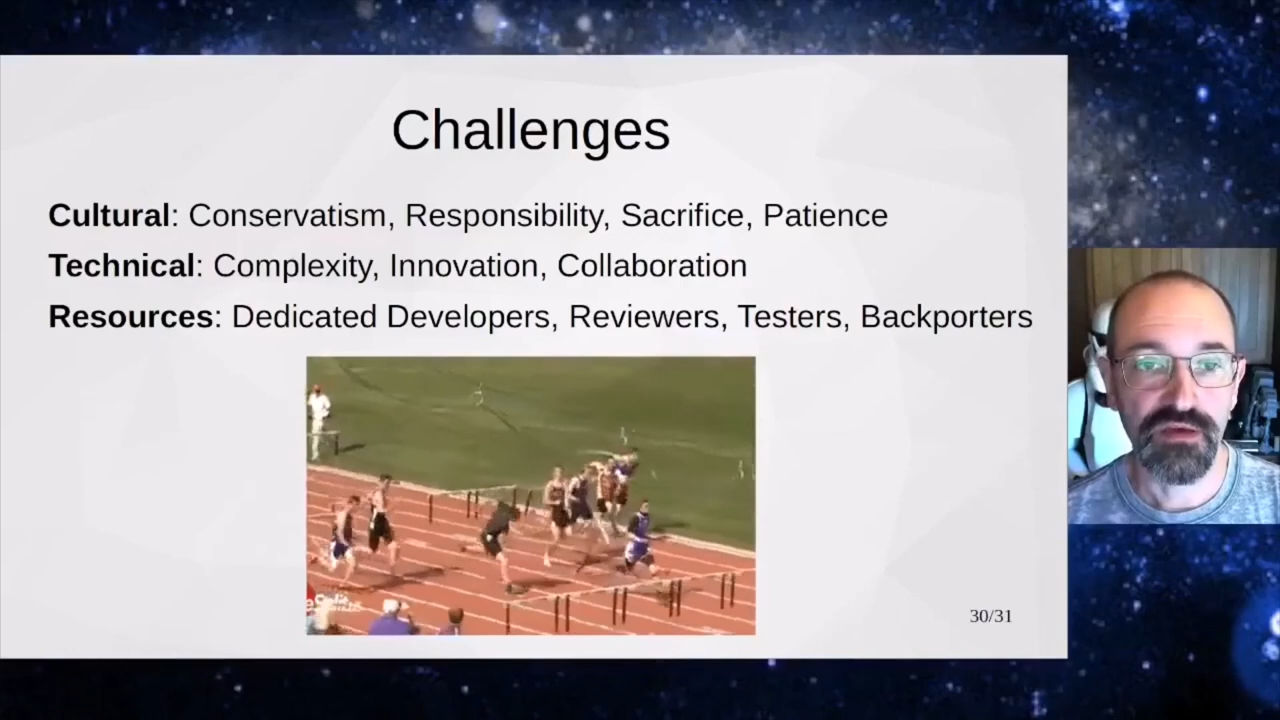 Challenges
Cultural: Conservatism, Responsibility, Sacrifice, Patience
Technical: Complexity, Innovation, Collaboration
Resources: Dedicated Developers, Reviewers, Testers, Backporters
30/31